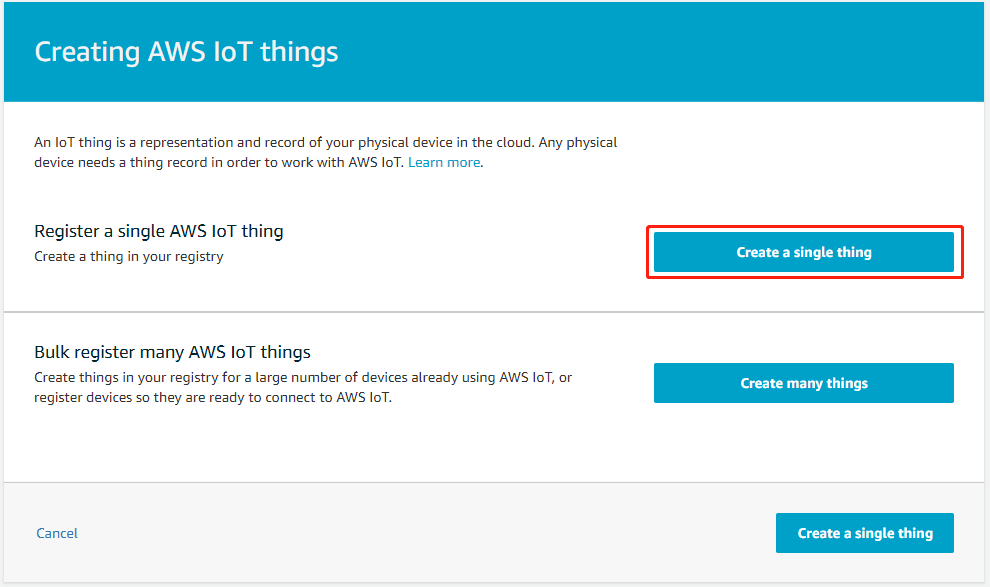 Creating AWS IoT things
An IoT thing is a representation and record of your physical device in the cloud. Any physical
device needs a thing record in order to work with AWS IoT. Learn more.
Register a single AWS IoT thing
Create a thing in your registry
Create a single thing
Bulk register many AWS IoT things
Create things in your registry for a large number of devices already using AWS IoT, or
register devices so they are ready to connect to AWS IoT.
Create many things
Cancel
Create a single thing